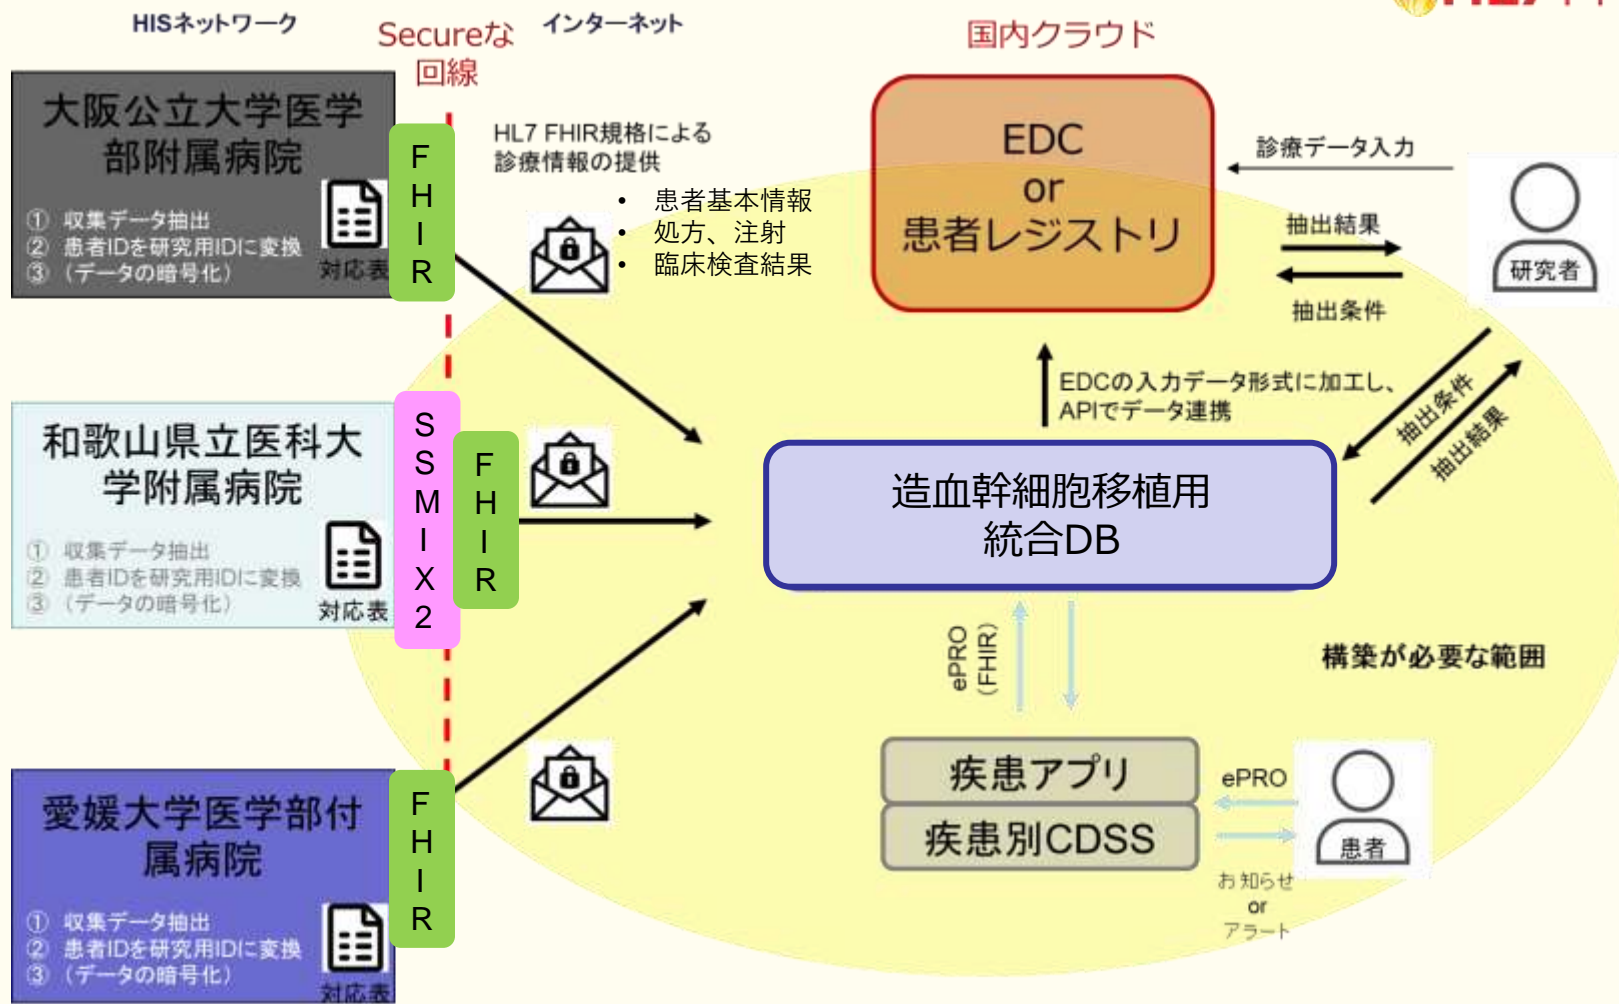 HISネットワーク
Secureな
回線
インターネット
国内クラウド
大阪公立大学医学
部附属病院
① 収集データ抽出
② 患者IDを研究用IDに変換
③ (データの暗号化)
対応表
F
H
I
R
HL7 FHIR規格による
診療情報の提供
• 患者基本情報
• 処方、注射
• 臨床検査結果
EDC
or
患者レジストリ
診療データ入力
抽出結果
抽出条件
研究者
EDCの入力データ形式に加工し、
APIでデータ連携
抽出条件
抽出結果
和歌山県立医科大
学附属病院
① 収集データ抽出
② 患者IDを研究用IDに変換
③ (データの暗号化)
対応表
S
S
M
I
X
2
F
H
I
R
造血幹細胞移植用
統合DB
ePRO
(FHIR)
構築が必要な範囲
愛媛大学医学部付
属病院
① 収集データ抽出
② 患者IDを研究用IDに変換
③ (データの暗号化)
対応表
F
H
I
R
疾患アプリ
疾患別CDSS
ePRO
患者
お知らせ
or
アラート